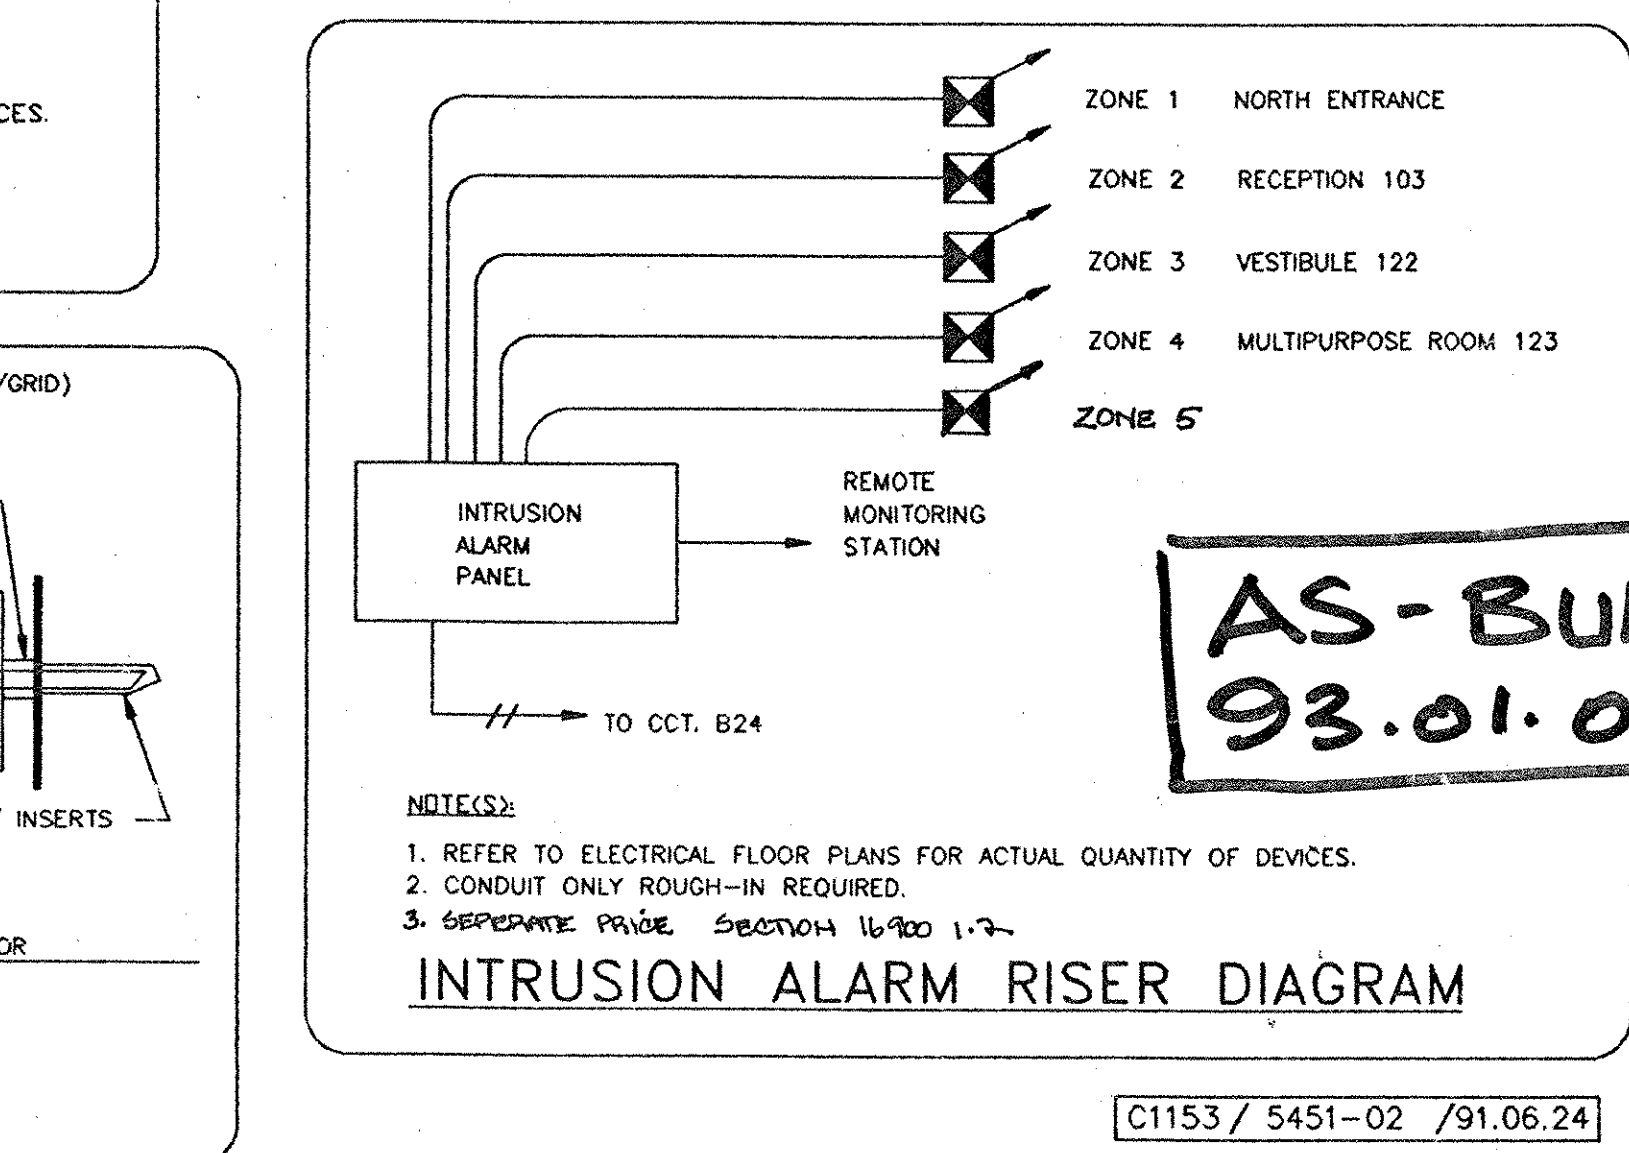 CES.
/GRID)
INSERTS
OR
ZONE 1 NORTH ENTRANCE
ZONE 2 RECEPTION 103
ZONE 3 VESTIBULE 122
ZONE 4 MULTIPURPOSE ROOM 123
ZONE 5
INTRUSION
ALARM
PANEL
REMOTE
MONITORING
STATION
TO CCT. B24
AS-BUI
93.01.0
NOTE(S):
1. REFER TO ELECTRICAL FLOOR PLANS FOR ACTUAL QUANTITY OF DEVICES.
2. CONDUIT ONLY ROUGH-IN REQUIRED.
3. SEPERATE PRICE SECTION 16900 1.7
INTRUSION ALARM RISER DIAGRAM
C1153 / 5451-02 /91.06.24